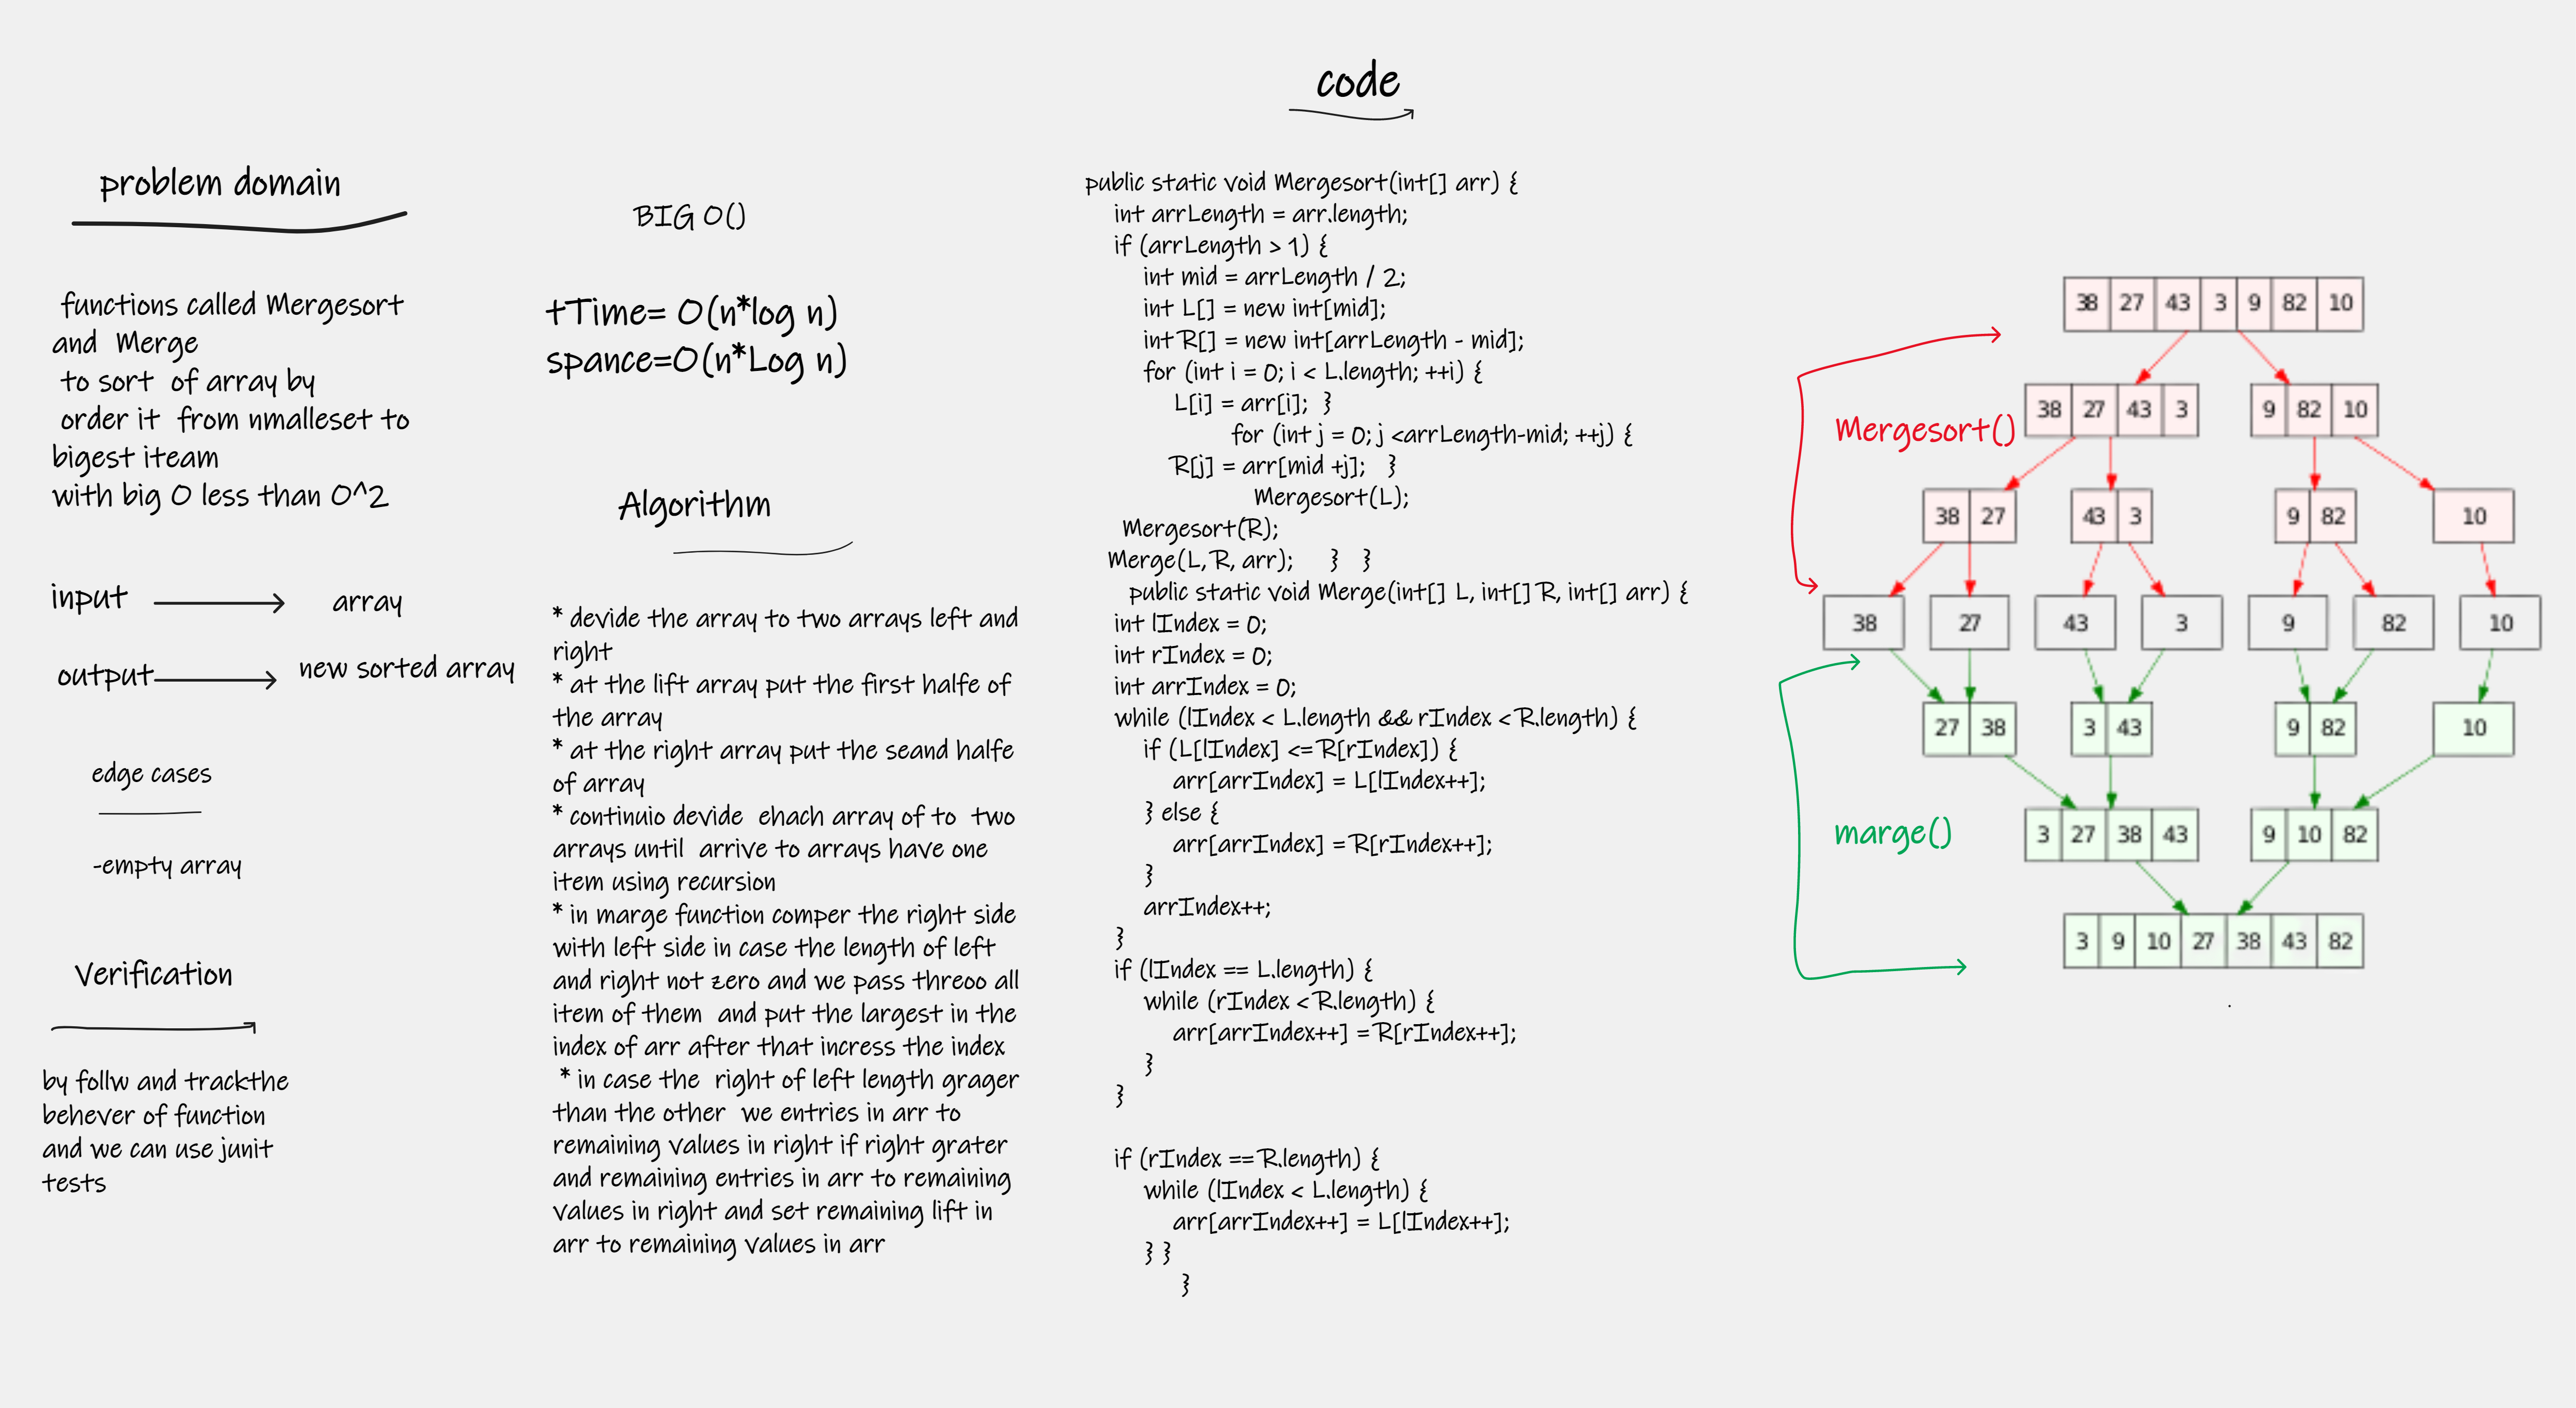 problem domain
functions called Mergesort
and  Merge
to sort  of array by
order it  from nmalleset to
bigest iteam
with big O less than O^2
input
array
output
new sorted array
edge cases
-empty array
Verification
by follw and trackthe
behever of function
and we can use junit
tests
BIG O()
tTime= O(n*log n)
spance=O(n*Log n)
Algorithm
* devide the array to two arrays left and
right
* at the lift array put the first halfe of
the array
* at the right array put the seand halfe
of array
* continuio devide  ehach array of to  two
arrays until  arrive to arrays have one
item using recursion
* in marge function comper the right side
with left side in case the length of left
and right not zero and we pass threoo all
item of them  and put the largest in the
index of arr after that incress the index
* in case the  right of left length grager
than the other  we entries in arr to
remaining values in right if right grater
and remaining entries in arr to remaining
values in right and set remaining lift in
arr to remaining values in arr
code
public static void Mergesort(int[] arr) {
int arrLength = arr.length;
if (arrLength > 1) {
int mid = arrLength / 2;
int L[] = new int[mid];
int R[] = new int[arrLength - mid];
for (int i = 0; i < L.length; ++i) {
L[i] = arr[i];  }
for (int j = 0; j <arrLength-mid; ++j) {
R[j] = arr[mid +j];   }
Mergesort(L);
Mergesort(R);
Merge(L, R, arr);     }   }
public static void Merge(int[] L, int[] R, int[] arr) {
int lIndex = 0;
int rIndex = 0;
int arrIndex = 0;
while (lIndex < L.length && rIndex < R.length) {
if (L[lIndex] <= R[rIndex]) {
arr[arrIndex] = L[lIndex++];
} else {
arr[arrIndex] = R[rIndex++];
}
arrIndex++;
}
if (lIndex == L.length) {
while (rIndex < R.length) {
arr[arrIndex++] = R[rIndex++];
}
}
if (rIndex == R.length) {
while (lIndex < L.length) {
arr[arrIndex++] = L[lIndex++];
} }
}
38 27 43 3 9 82 10
Mergesort()
38 27 43 3 9 82 10
38 27 43 3 9 82 10
38 27 43 3 9 82 10
27 38 3 43 9 82 10
marge()
3 27 38 43 9 10 82
3 9 10 27 38 43 82